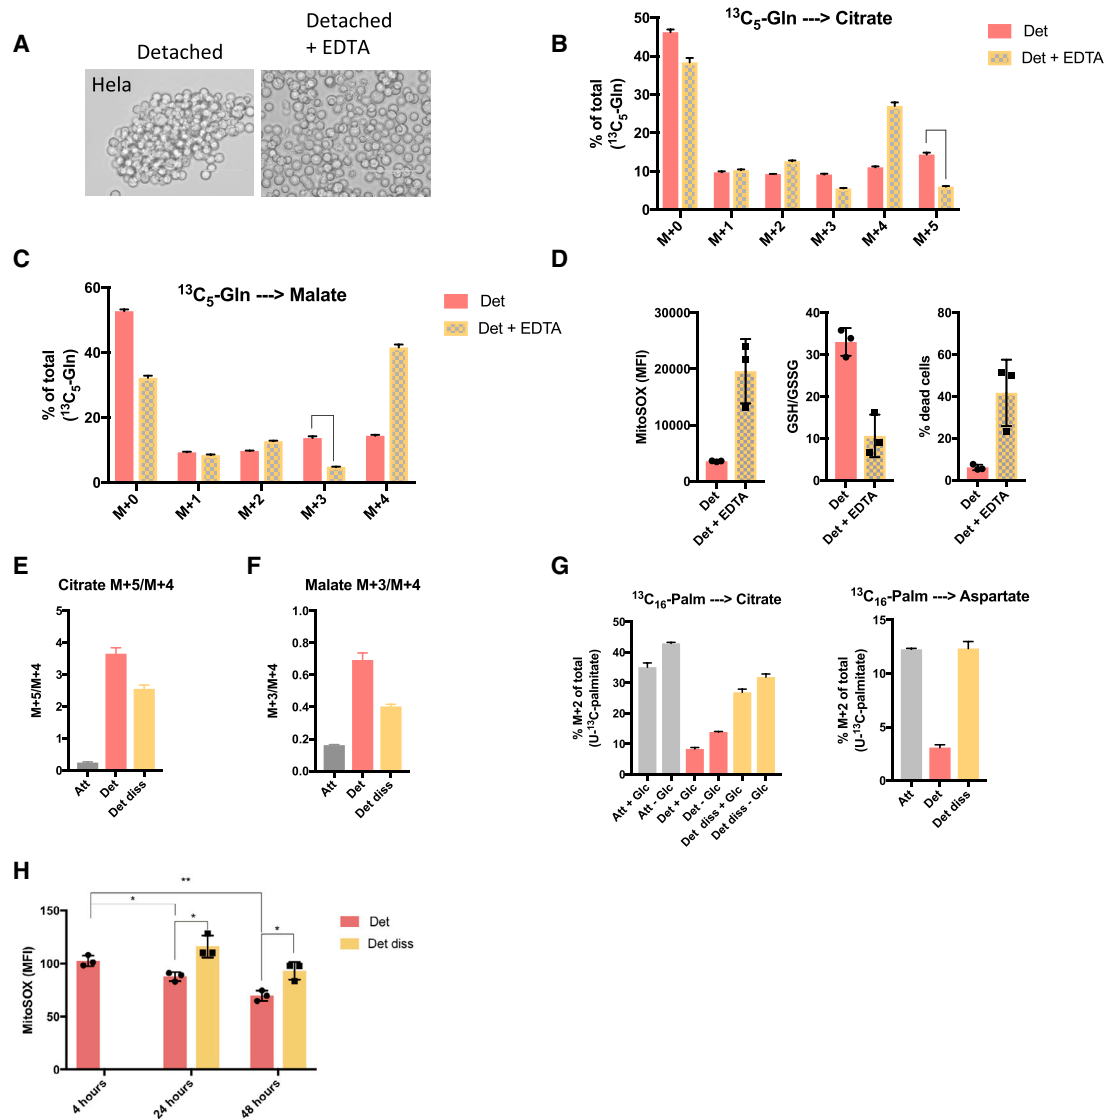 A
Detached
Detached
+ EDTA
Hela
B
¹³C₅-Gln ---> Citrate
Det
Det + EDTA
% of total
(¹³C₅-Gln)
50
40
30
20
10
0
M+0
M+1
M+2
M+3
M+4
M+5
C
¹³C₅-Gln ---> Malate
Det
Det + EDTA
% of total
(¹³C₅-Gln)
60
40
20
0
M+0
M+1
M+2
M+3
M+4
D
MitoSOX (MFI)
30000
20000
10000
0
Det
Det + EDTA
GSH/GSSG
40
30
20
10
0
Det
Det + EDTA
% dead cells
80
60
40
20
0
Det
Det + EDTA
E
Citrate M+5/M+4
M+5/M+4
5
4
3
2
1
0
Att
Det
Det diss
F
Malate M+3/M+4
M+3/M+4
1.0
0.8
0.6
0.4
0.2
0.0
Att
Det
Det diss
G
¹³C₁₆-Palm ---> Citrate
% M+2 of total
(U-¹³C-palmitate)
50
40
30
20
10
0
Att + Glc
Att - Glc
Det + Glc
Det - Glc
Det diss + Glc
Det diss - Glc
¹³C₁₆-Palm ---> Aspartate
% M+2 of total
(U-¹³C-palmitate)
15
12
9
6
3
0
Att
Det
Det diss
H
MitoSOX (MFI)
150
100
50
0
**
*
*
*
4 hours
24 hours
48 hours
Det
Det diss